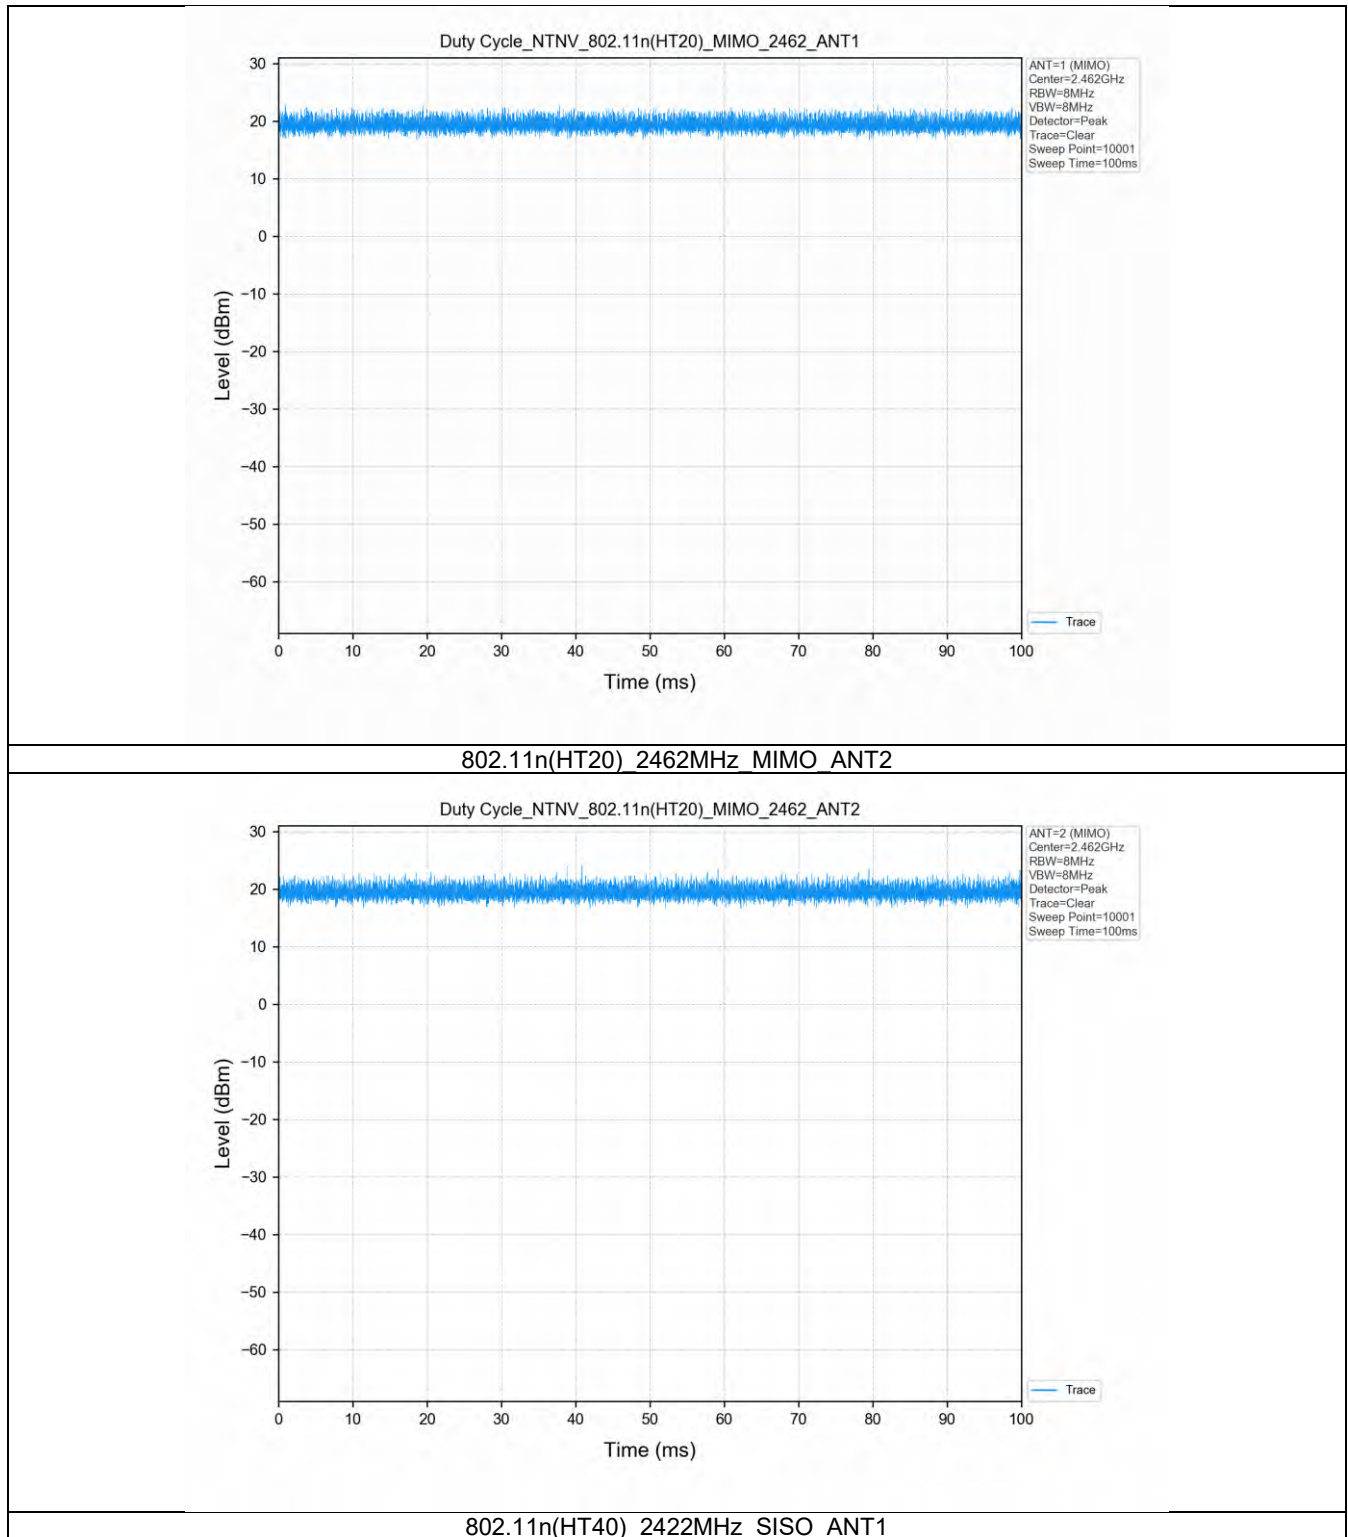 Duty Cycle_NTNV_802.11n(HT20)_MIMO_2462_ANT1
ANT=1 (MIMO)
Center=2.462GHz
RBW=8MHz
VBW=8MHz
Detector=Peak
Trace=Clear
Sweep Point=10001
Sweep Time=100ms
30
20
10
0
−10
−20
−30
−40
−50
−60
Level (dBm)
Trace
0 10 20 30 40 50 60 70 80 90 100
Time (ms)
802.11n(HT20)_2462MHz_MIMO_ANT2
Duty Cycle_NTNV_802.11n(HT20)_MIMO_2462_ANT2
ANT=2 (MIMO)
Center=2.462GHz
RBW=8MHz
VBW=8MHz
Detector=Peak
Trace=Clear
Sweep Point=10001
Sweep Time=100ms
30
20
10
0
−10
−20
−30
−40
−50
−60
Level (dBm)
Trace
0 10 20 30 40 50 60 70 80 90 100
Time (ms)
802.11n(HT40)_2422MHz_SISO_ANT1